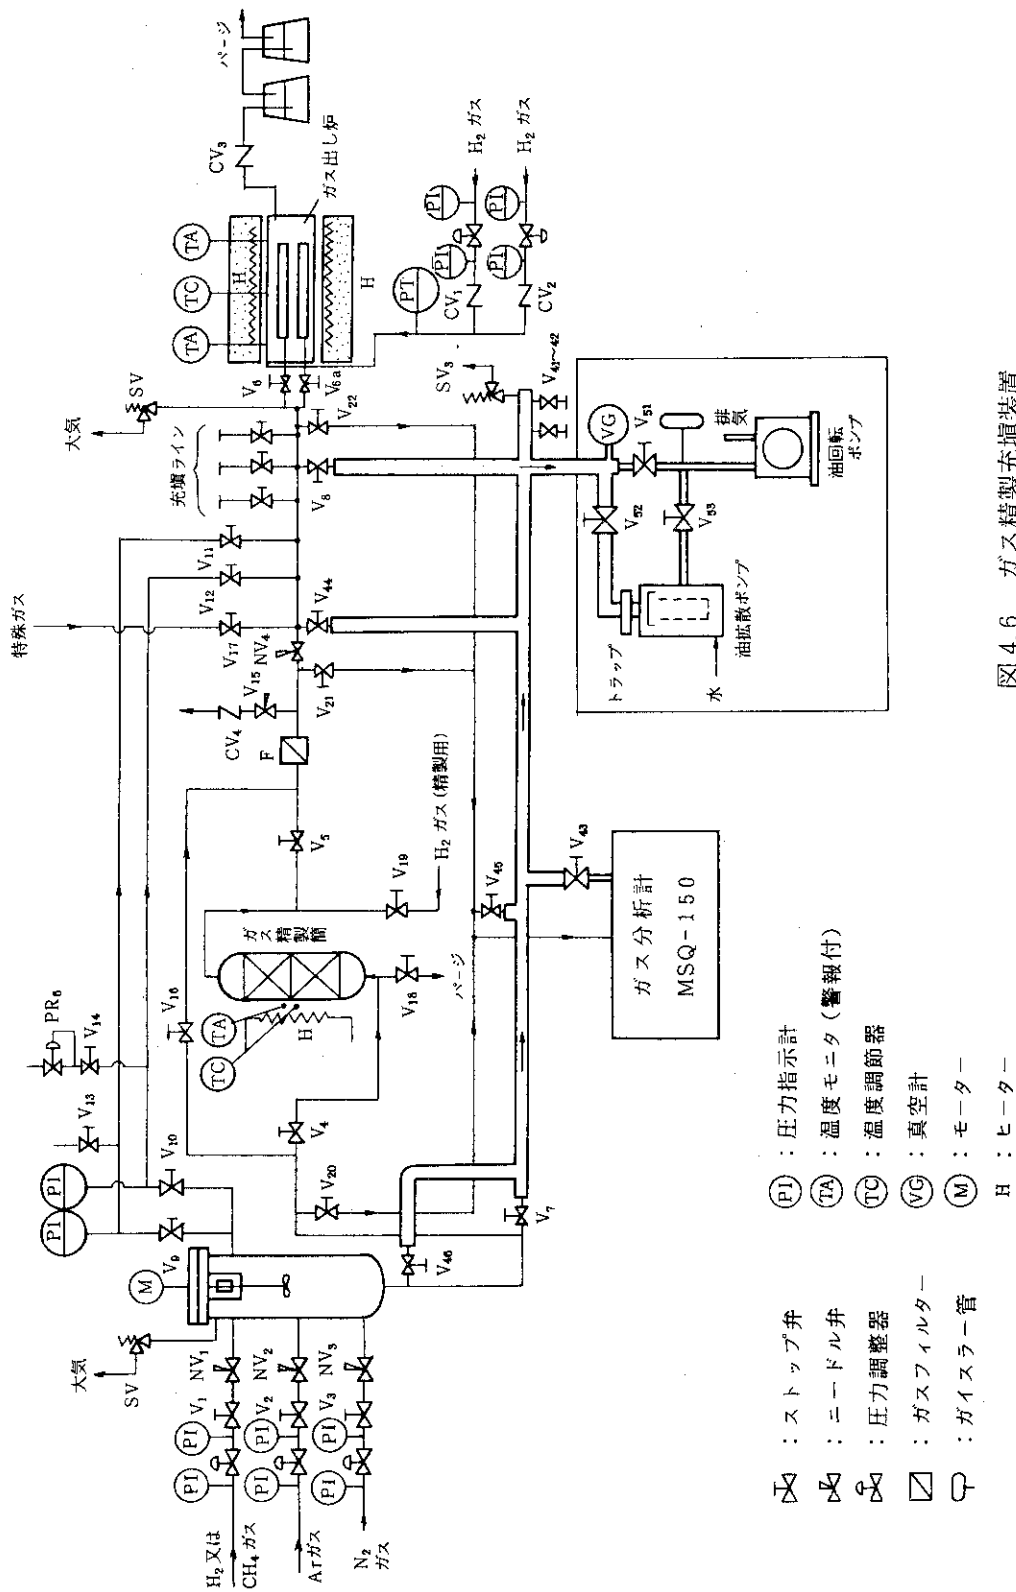 大気
SV
M
V9
PI
PI
V13
PR6
V14
V10
H2又は
CH4ガス
PI
PI
V1
NV1
Arガス
PI
PI
V2
NV2
N2
ガス
PI
PI
V3
NV3
V46
V7
V20
V4
V16
TC
TA
H
ガス精製筒
V18
パージ
V19
H2ガス(精製用)
V5
F
CV4
V15
NV4
V21
V17
V12
V11
V44
特殊ガス
充塡ライン
V8
V22
大気
SV
V6
V6a
TA
TC
TA
H
H
ガス出し炉
CV3
パージ
PT
CV1
PI
PI
H2ガス
CV2
PI
PI
H2ガス
SV3
V41~42
V45
V43
ガス分析計
MSQ-150
VG
V51
V52
V53
トラップ
水
油拡散ポンプ
排気
油回転
ポンプ
:ストップ弁
:ニードル弁
:圧力調整器
:ガスフィルター
:ガイスラー管
PI:圧力指示計
TA:温度モニタ(警報付)
TC:温度調節器
VG:真空計
M:モーター
H:ヒーター
図4.6 ガス精製充塡装置